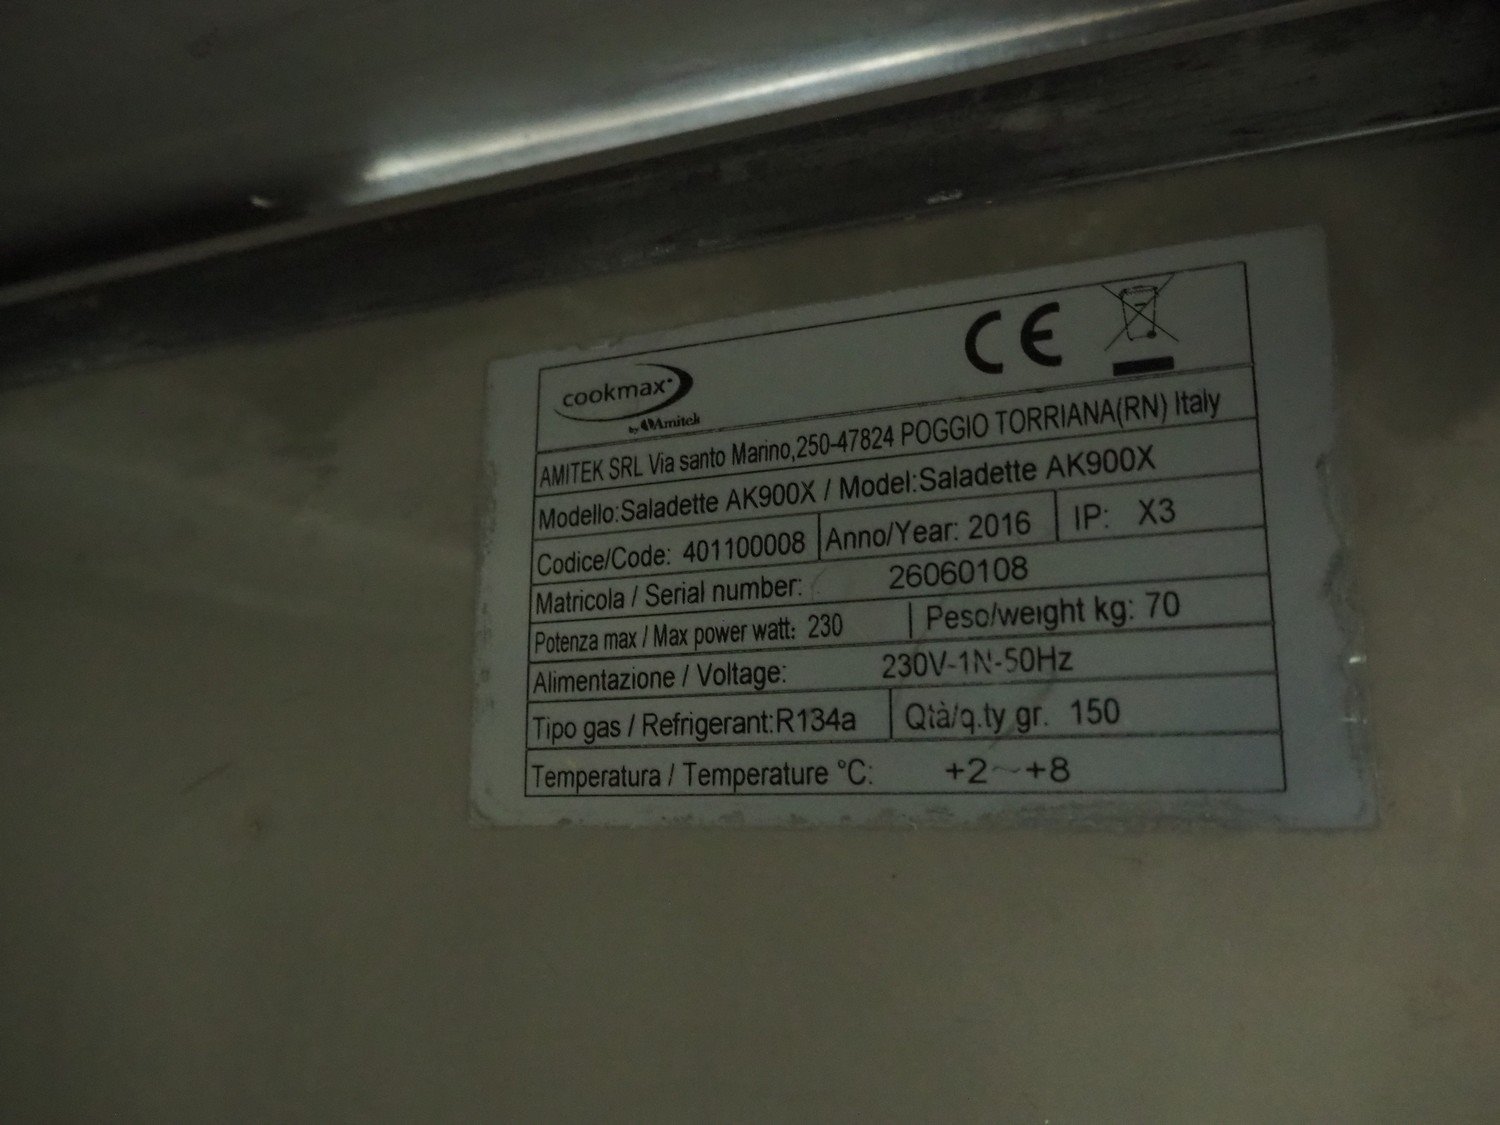 cookmax
by Amitek
CE
AMITEK SRL Via santo Marino,250-47824 POGGIO TORRIANA(RN) Italy
Modello:Saladette AK900X / Model:Saladette AK900X
Codice/Code: 401100008 Anno/Year: 2016 IP: X3
Matricola / Serial number: 26060108
Potenza max / Max power watt: 230 Peso/weight kg: 70
Alimentazione / Voltage: 230V~1N-50Hz
Tipo gas / Refrigerant:R134a Qtà/q.ty gr. 150
Temperatura / Temperature °C: +2~+8